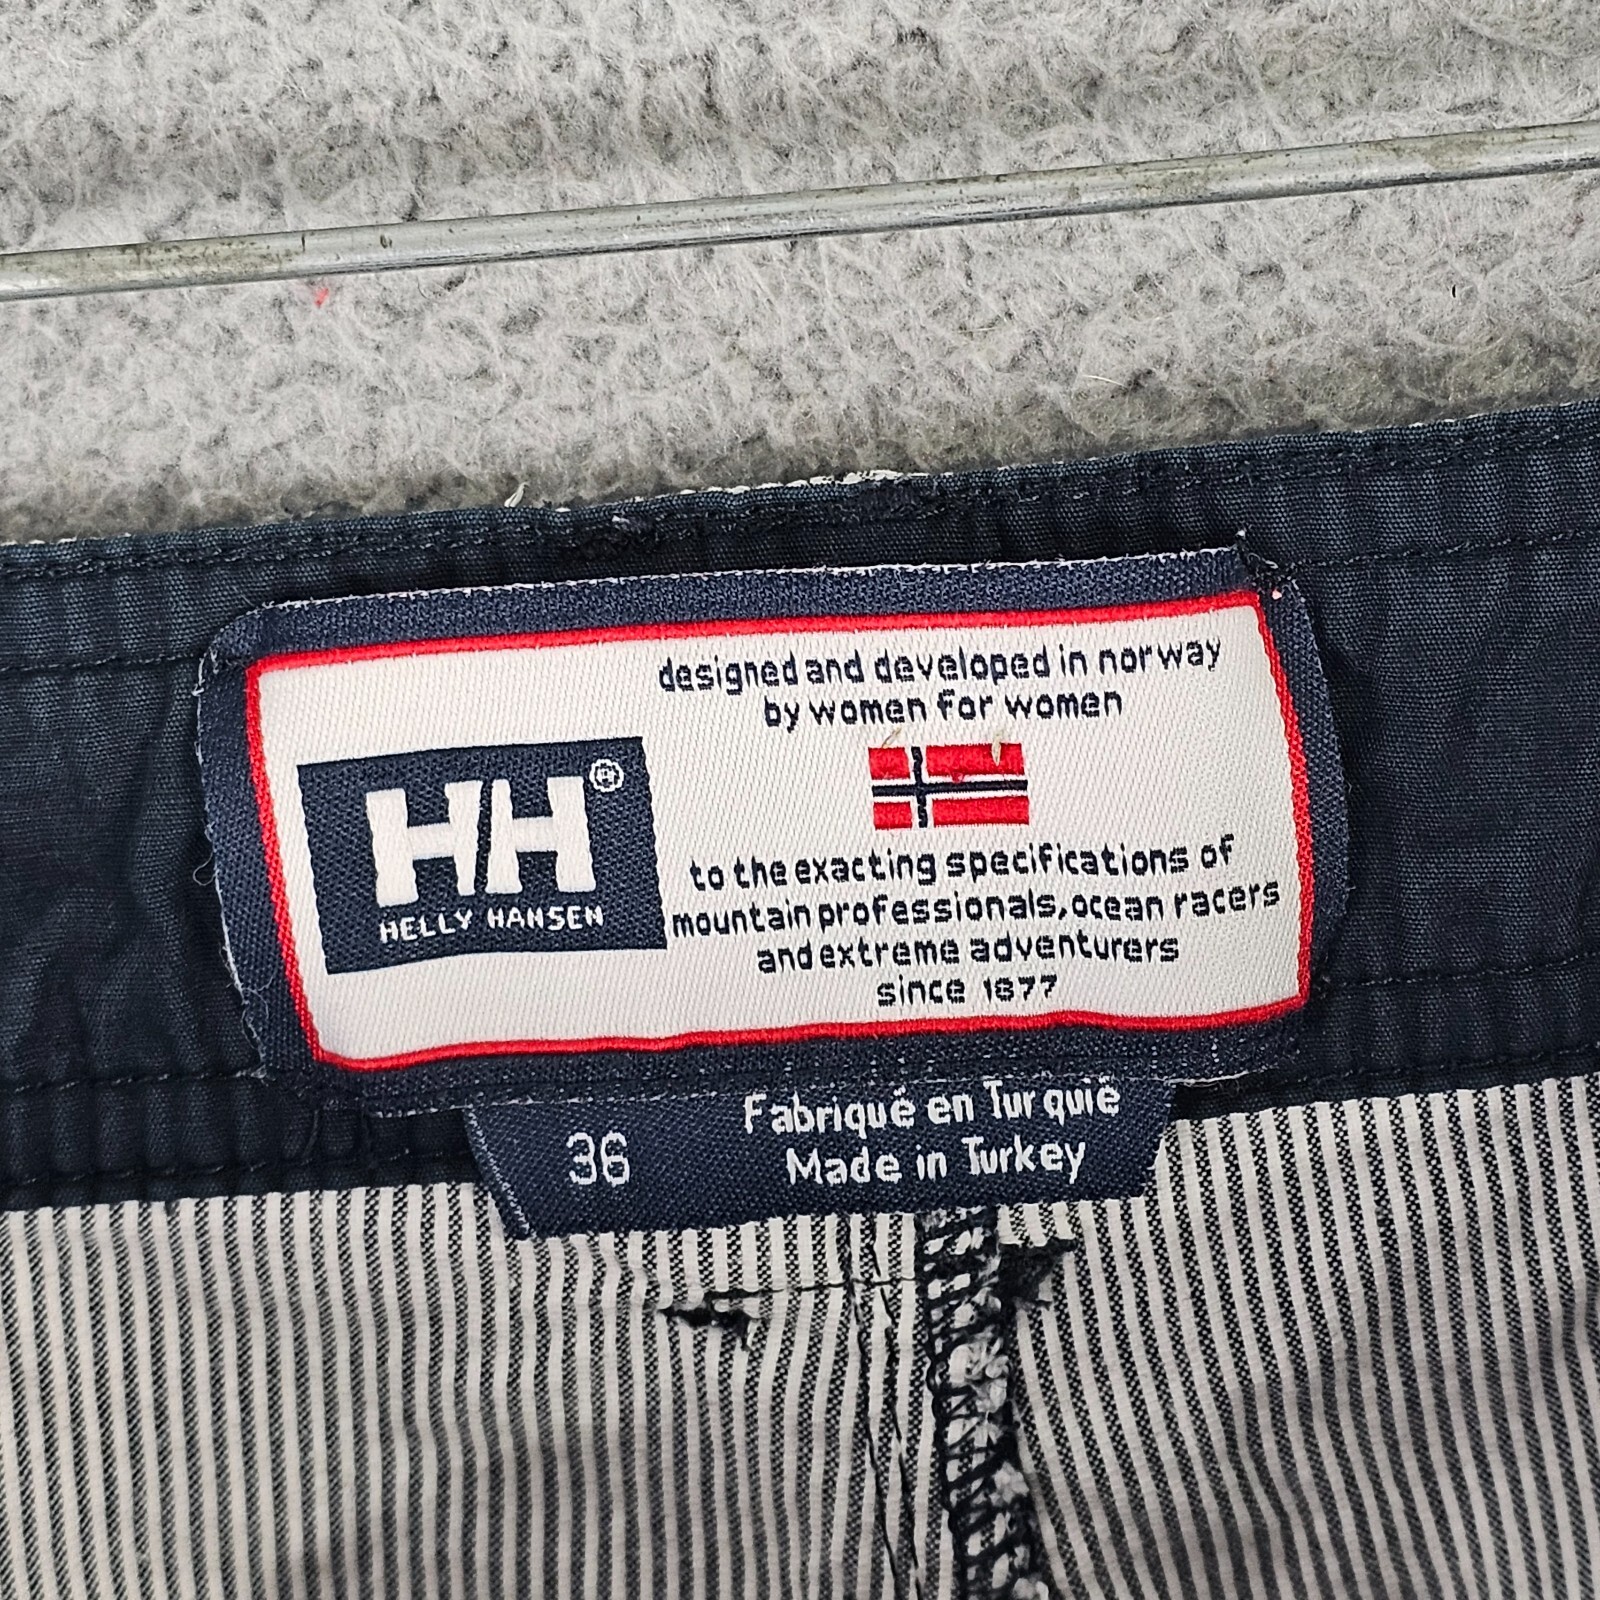 designed and developed in norway
by women for women
HH®
HELLY HANSEN
to the exacting specifications of
mountain professionals, ocean racers
and extreme adventurers
since 1877
36
Fabriqué en Turquie
Made in Turkey